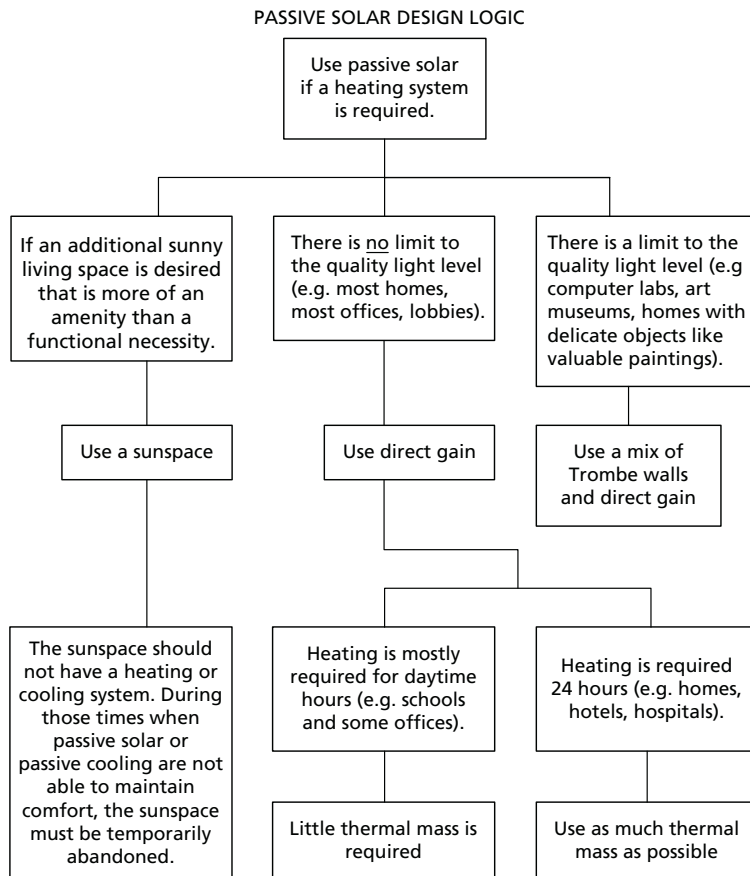 PASSIVE SOLAR DESIGN LOGIC
Use passive solar
if a heating system
is required.
If an additional sunny
living space is desired
that is more of an
amenity than a
functional necessity.
There is no limit to
the quality light level
(e.g. most homes,
most offices, lobbies).
There is a limit to the
quality light level (e.g
computer labs, art
museums, homes with
delicate objects like
valuable paintings).
Use a sunspace
Use direct gain
Use a mix of
Trombe walls
and direct gain
The sunspace should
not have a heating or
cooling system. During
those times when
passive solar or
passive cooling are not
able to maintain
comfort, the sunspace
must be temporarily
abandoned.
Heating is mostly
required for daytime
hours (e.g. schools
and some offices).
Heating is required
24 hours (e.g. homes,
hotels, hospitals).
Little thermal mass is
required
Use as much thermal
mass as possible